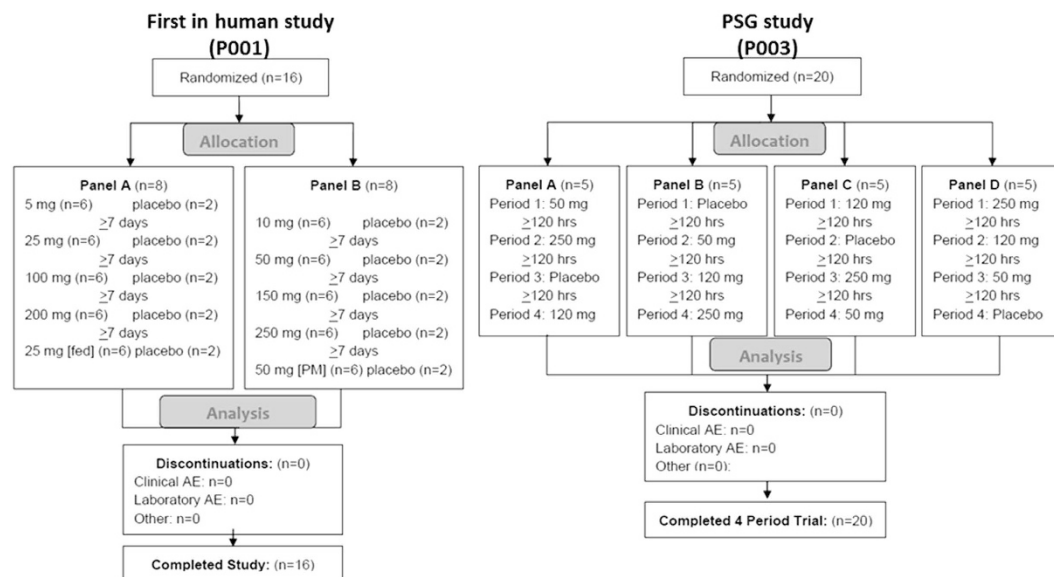 First in human study
(P001)
Randomized (n=16)
Allocation
Panel A (n=8)
5 mg (n=6) placebo (n=2)
≥7 days
25 mg (n=6) placebo (n=2)
≥7 days
100 mg (n=6) placebo (n=2)
≥7 days
200 mg (n=6) placebo (n=2)
≥7 days
25 mg [fed] (n=6) placebo (n=2)
Panel B (n=8)
10 mg (n=6) placebo (n=2)
≥7 days
50 mg (n=6) placebo (n=2)
≥7 days
150 mg (n=6) placebo (n=2)
≥7 days
250 mg (n=6) placebo (n=2)
≥7 days
50 mg [PM] (n=6) placebo (n=2)
Analysis
Discontinuations: (n=0)
Clinical AE: n=0
Laboratory AE: n=0
Other: n=0
Completed Study: (n=16)
PSG study
(P003)
Randomized (n=20)
Allocation
Panel A (n=5)
Period 1: 50 mg
≥120 hrs
Period 2: 250 mg
≥120 hrs
Period 3: Placebo
≥120 hrs
Period 4: 120 mg
Panel B (n=5)
Period 1: Placebo
≥120 hrs
Period 2: 50 mg
≥120 hrs
Period 3: 120 mg
≥120 hrs
Period 4: 250 mg
Panel C (n=5)
Period 1: 120 mg
≥120 hrs
Period 2: Placebo
≥120 hrs
Period 3: 250 mg
≥120 hrs
Period 4: 50 mg
Panel D (n=5)
Period 1: 250 mg
≥120 hrs
Period 2: 120 mg
≥120 hrs
Period 3: 50 mg
≥120 hrs
Period 4: Placebo
Analysis
Discontinuations: (n=0)
Clinical AE: n=0
Laboratory AE: n=0
Other (n=0):
Completed 4 Period Trial: (n=20)